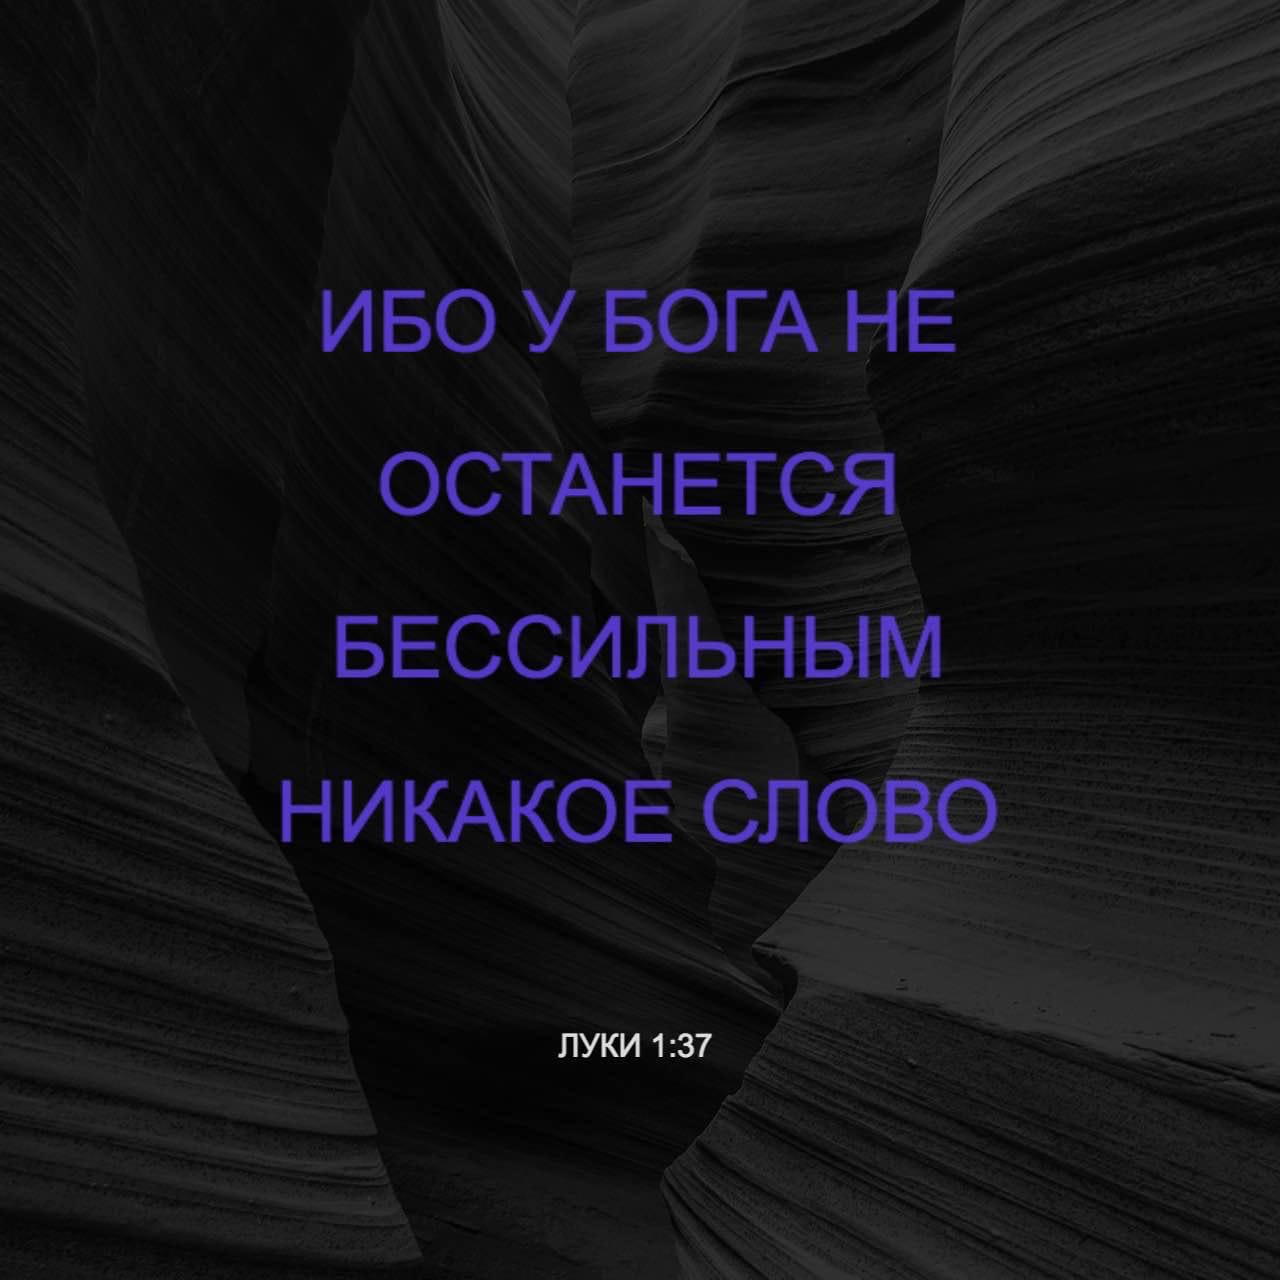 ИБО У БОГА НЕ
ОСТАНЕТСЯ
БЕССИЛЬНЫМ
НИКАКОЕ СЛОВО
ЛУКИ 1:37